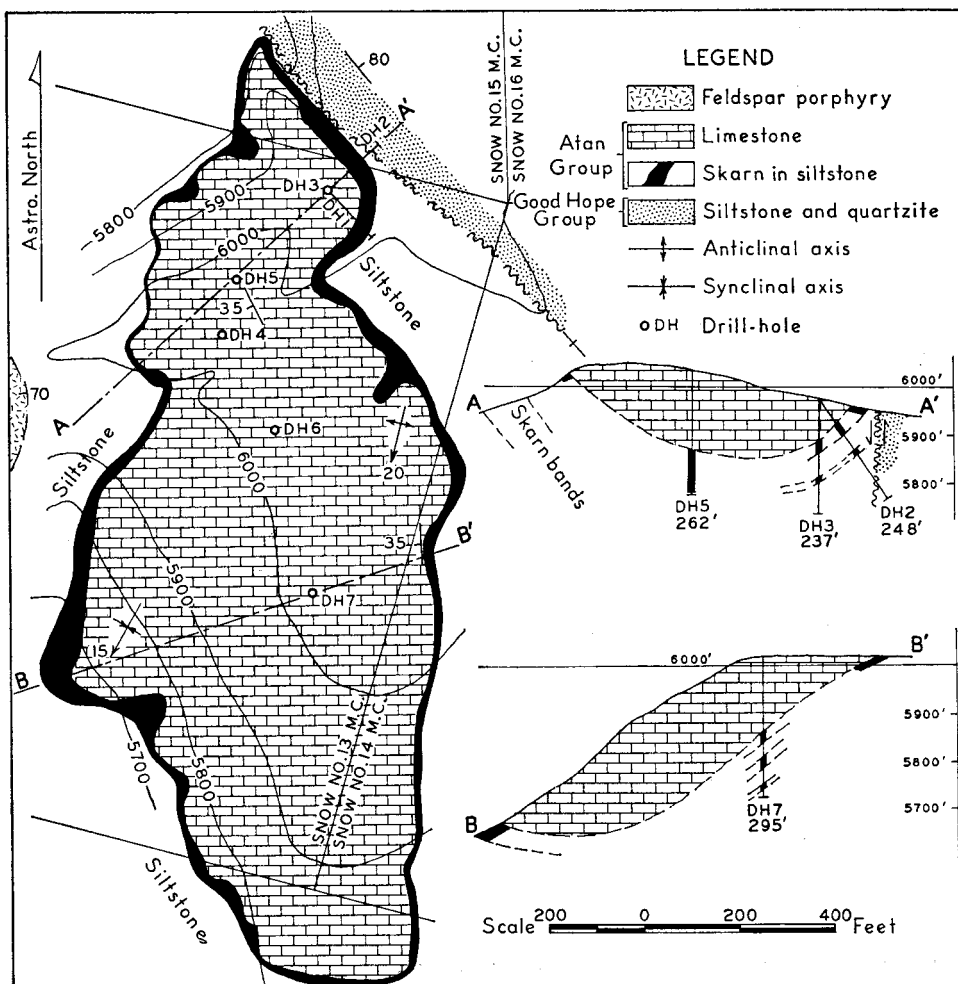 LEGEND
Feldspar porphyry
Atan Group
Limestone
Skarn in siltstone
Good Hope Group
Siltstone and quartzite
Anticlinal axis
Synclinal axis
DH Drill-hole
Astro. North
SNOW NO.15 M.C.
SNOW NO.16 M.C.
80
A'
DH2
DH3
DH1
5800
5900
6000
DH5
35
DH4
Siltstone
70
A
Siltstone
DH6
20
6000
B'
35
5900
DH7
15
B
SNOW NO.13 M.C.
SNOW NO.14 M.C.
5700
5800
Siltstone
A
A'
6000'
5900'
5800'
Skarn bands
DH5
262'
DH3
237'
DH2
248'
B'
6000'
5900'
5800'
5700'
B
DH7
295'
Scale 200 0 200 400 Feet